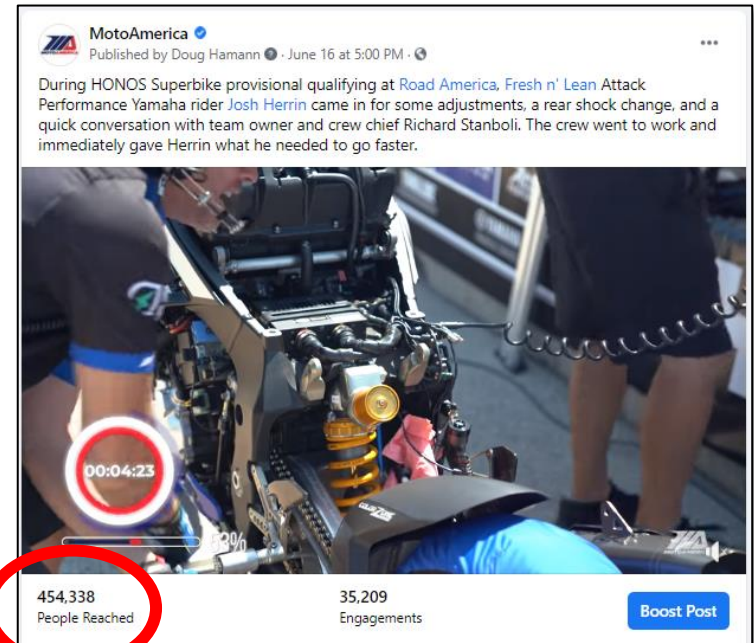 MotoAmerica
Published by Doug Hamann · June 16 at 5:00 PM ·
During HONOS Superbike provisional qualifying at Road America, Fresh n' Lean Attack
Performance Yamaha rider Josh Herrin came in for some adjustments, a rear shock change, and a
quick conversation with team owner and crew chief Richard Stanboli. The crew went to work and
immediately gave Herrin what he needed to go faster.
00:04:23
53%
454,338
People Reached
35,209
Engagements
Boost Post